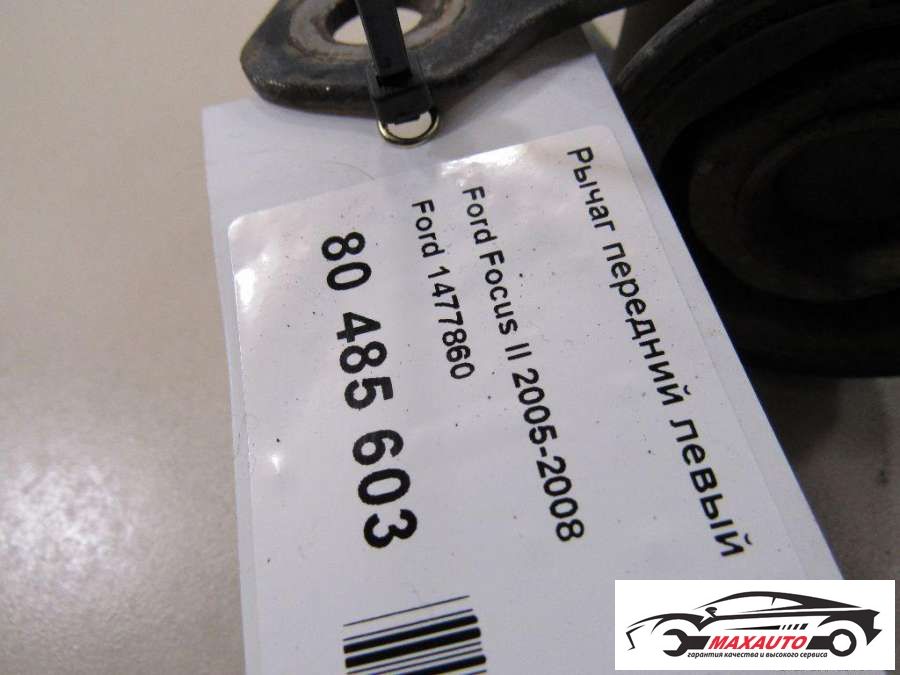 Рычаг передний левый
Ford Focus II 2005-2008
Ford 1477860
80 485 603
MAXAUTO
гарантия качества и высокого сервиса